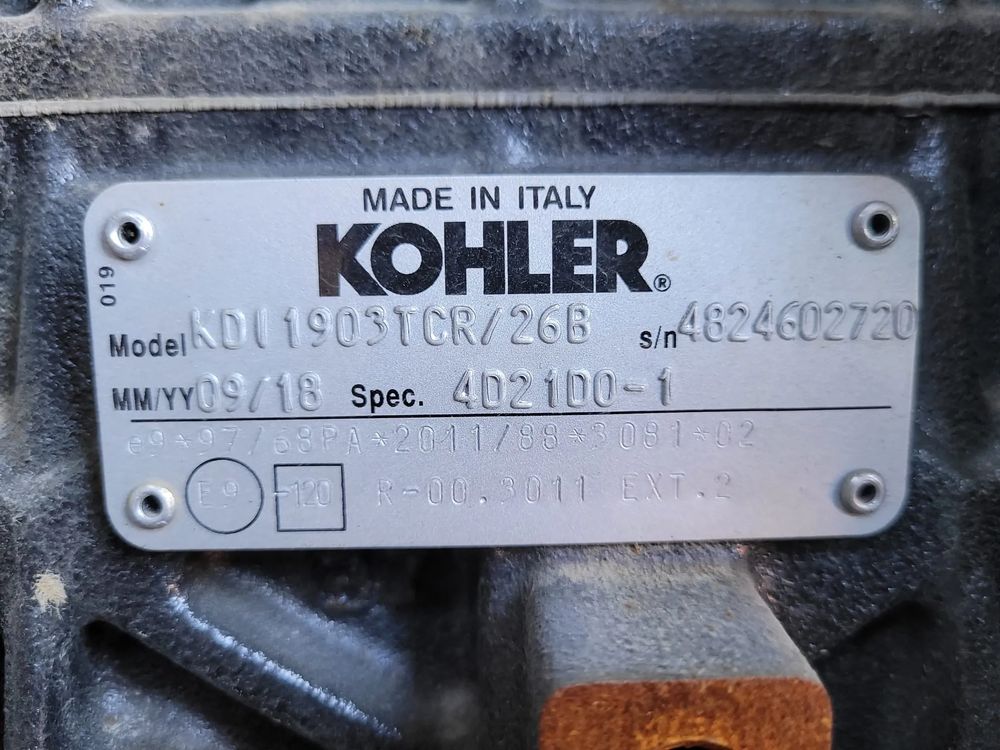 MADE IN ITALY
KOHLER®
019
Model KDI 1903TCR/26B s/n 4824602720
MM/YY 09/18 Spec. 4D21D0-1
e9*97/68PA*2011/88*3081*02
E9 -120 R-00.3011 EXT.2